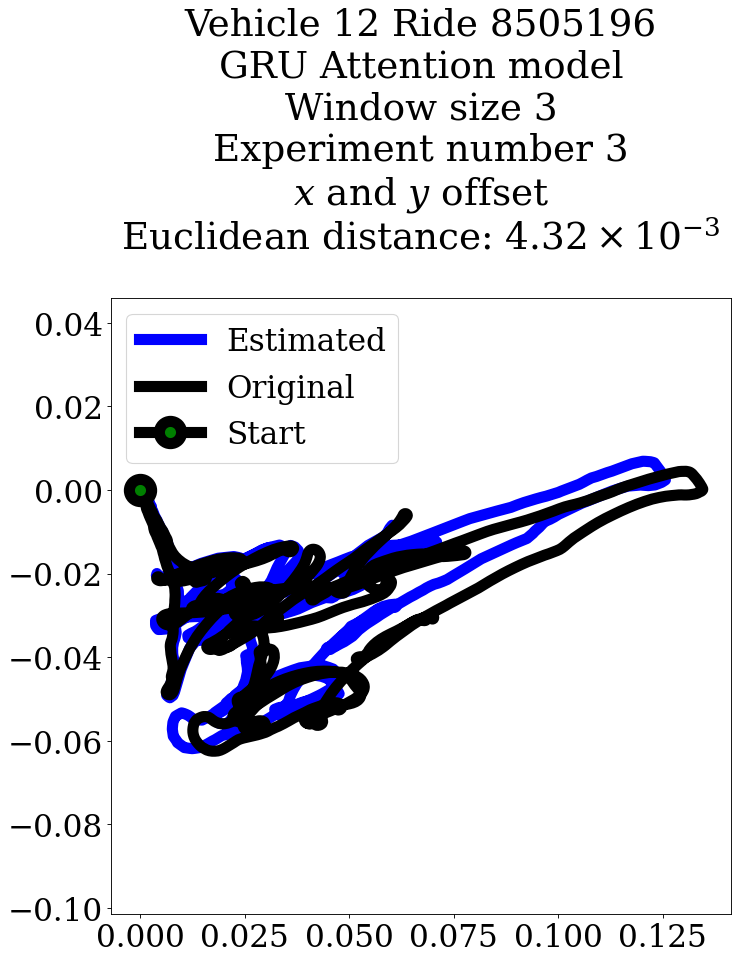 Vehicle 12 Ride 8505196
GRU Attention model
Window size 3
Experiment number 3
x and y offset
Euclidean distance: 4.32 × 10⁻³
Estimated
Original
Start
0.04
0.02
0.00
−0.02
−0.04
−0.06
−0.08
−0.10
0.000 0.025 0.050 0.075 0.100 0.125